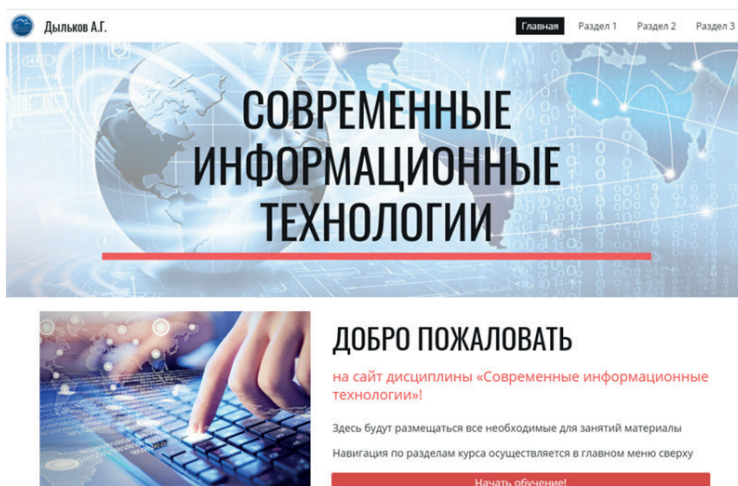 Дыльков А.Г.
Главная Раздел 1 Раздел 2 Раздел 3
СОВРЕМЕННЫЕ
ИНФОРМАЦИОННЫЕ
ТЕХНОЛОГИИ
ДОБРО ПОЖАЛОВАТЬ
на сайт дисциплины «Современные информационные
технологии»!
Здесь будут размещаться все необходимые для занятий материалы
Навигация по разделам курса осуществляется в главном меню сверху
Начать обучение!